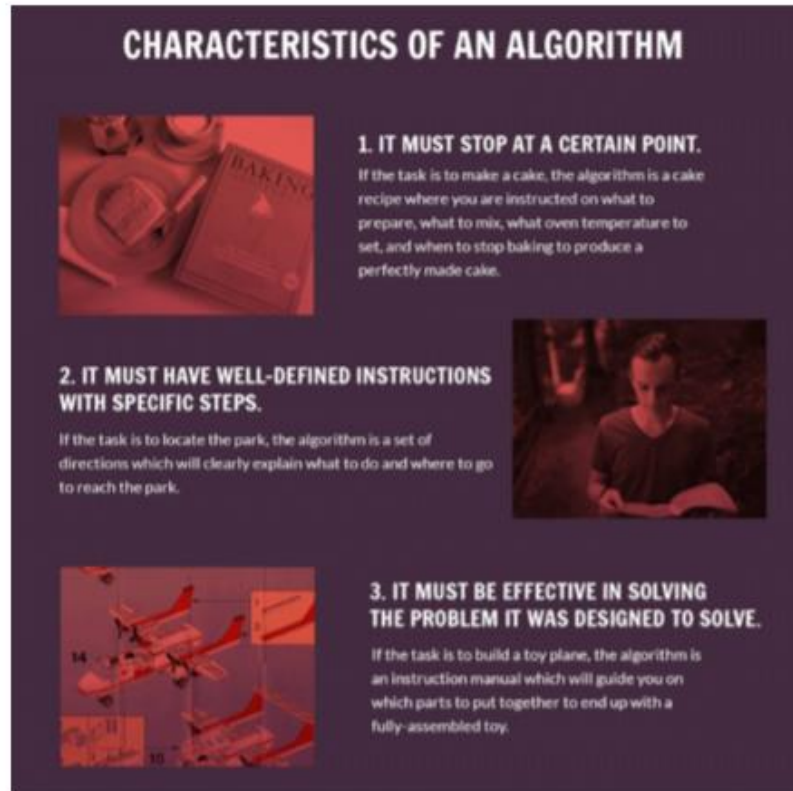 CHARACTERISTICS OF AN ALGORITHM
BAKING
1. IT MUST STOP AT A CERTAIN POINT.
If the task is to make a cake, the algorithm is a cake
recipe where you are instructed on what to
prepare, what to mix, what oven temperature to
set, and when to stop baking to produce a
perfectly made cake.
2. IT MUST HAVE WELL-DEFINED INSTRUCTIONS
WITH SPECIFIC STEPS.
If the task is to locate the park, the algorithm is a set of
directions which will clearly explain what to do and where to go
to reach the park.
14
3. IT MUST BE EFFECTIVE IN SOLVING
THE PROBLEM IT WAS DESIGNED TO SOLVE.
If the task is to build a toy plane, the algorithm is
an instruction manual which will guide you on
which parts to put together to end up with a
fully-assembled toy.